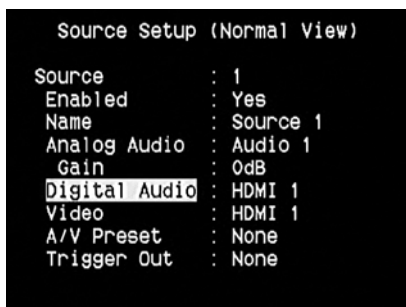 Source Setup (Normal View)
Source : 1
Enabled : Yes
Name : Source 1
Analog Audio : Audio 1
Gain : 0dB
Digital Audio : HDMI 1
Video : HDMI 1
A/V Preset : None
Trigger Out : None